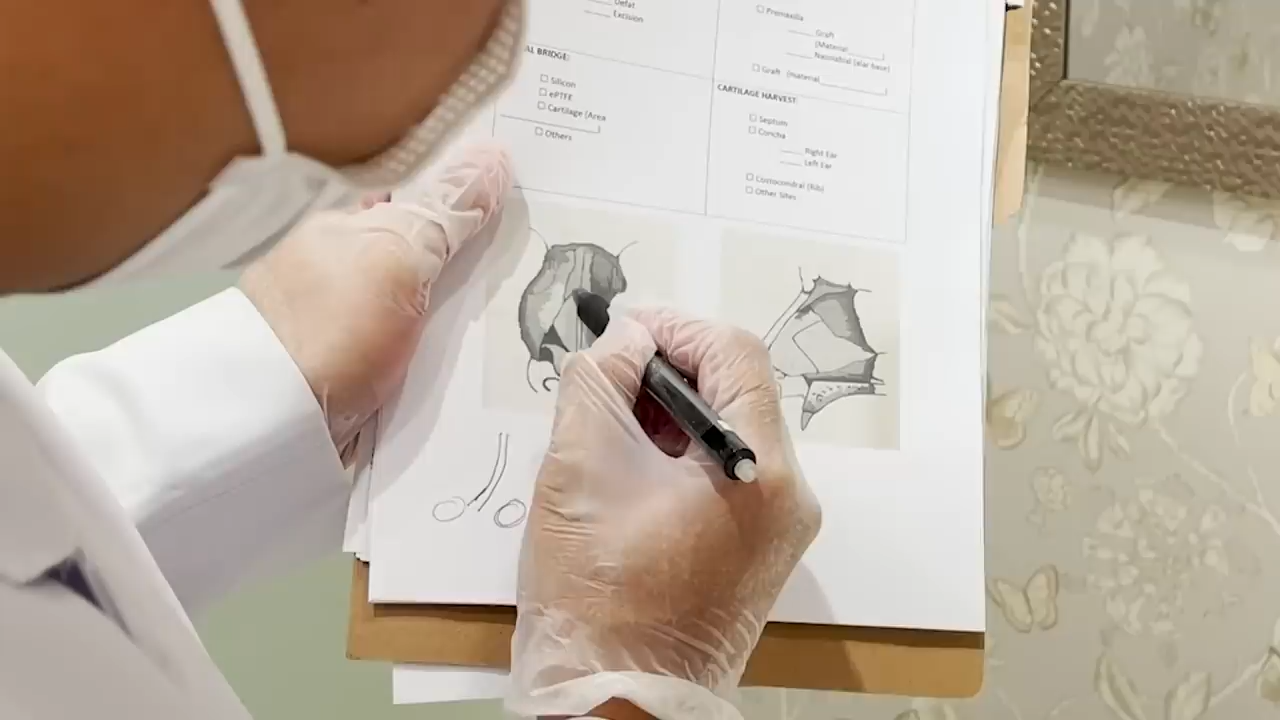 Defat
Excision
AL BRIDGE:
☐ Silicon
☐ ePTFE
☐ Cartilage (Area
☐ Others
☐ Premaxilla
Graft
(Material
Nasolabial (alar base)
☐ Graft (material
CARTILAGE HARVEST:
☐ Septum
☐ Concha
Right Ear
Left Ear
☐ Costocondral (Rib)
☐ Other Sites